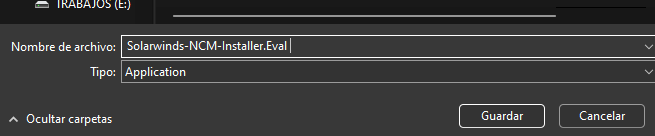 TRABAJOS (E:)
Nombre de archivo: Solarwinds-NCM-Installer.Eval
Tipo: Application
Ocultar carpetas Guardar Cancelar